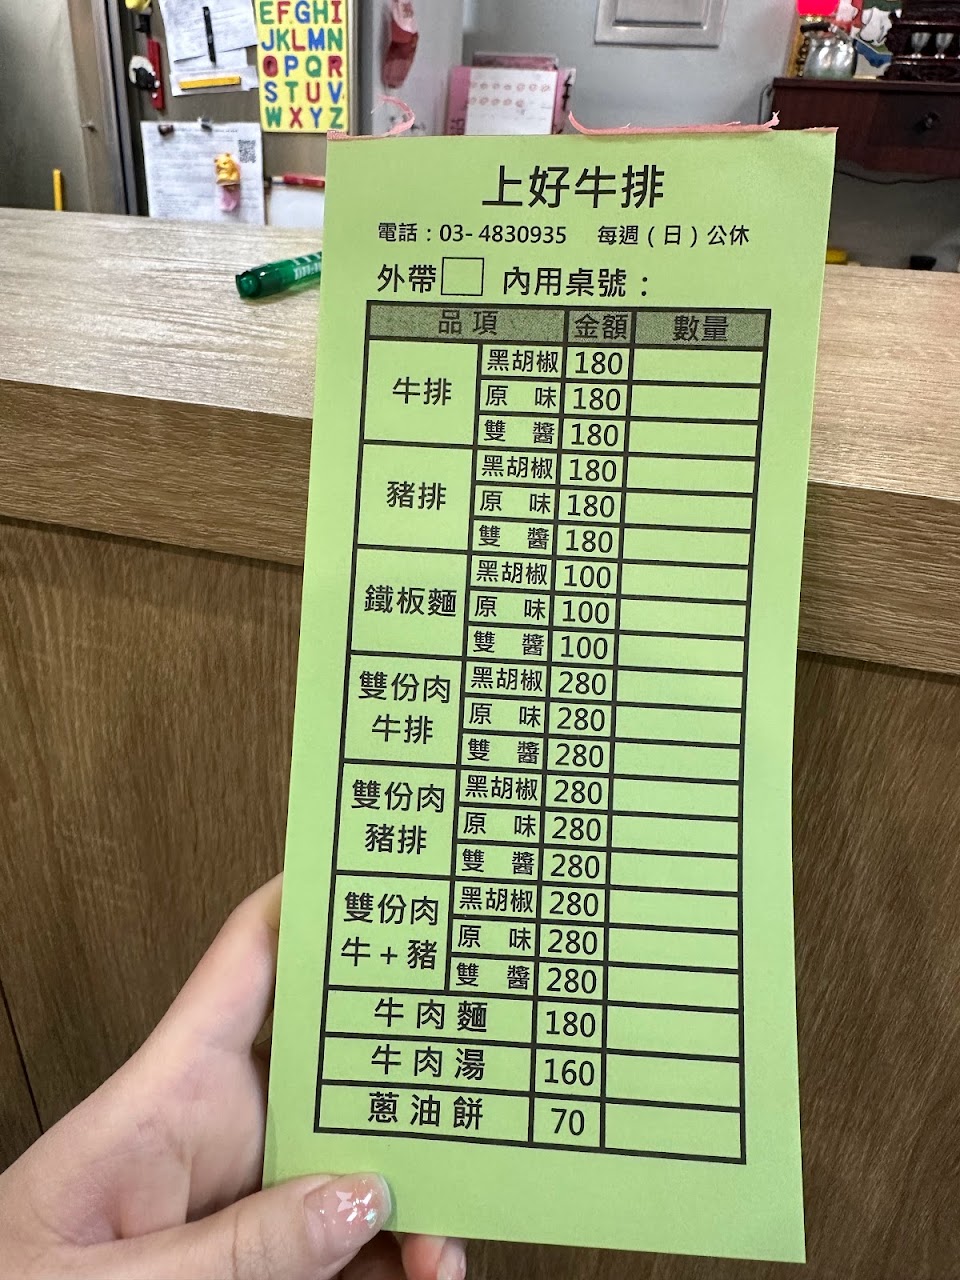 EFGHI
JKLMN
OPQR
STUV
WXYZ
上好牛排
電話：03- 4830935 每週（日）公休
外帶 內用桌號：
品項 金額 數量
牛排
黑胡椒 180
原味 180
雙醬 180
豬排
黑胡椒 180
原味 180
雙醬 180
鐵板麵
黑胡椒 100
原味 100
雙醬 100
雙份肉
牛排
黑胡椒 280
原味 280
雙醬 280
雙份肉
豬排
黑胡椒 280
原味 280
雙醬 280
雙份肉
牛+豬
黑胡椒 280
原味 280
雙醬 280
牛肉麵 180
牛肉湯 160
蔥油餅 70